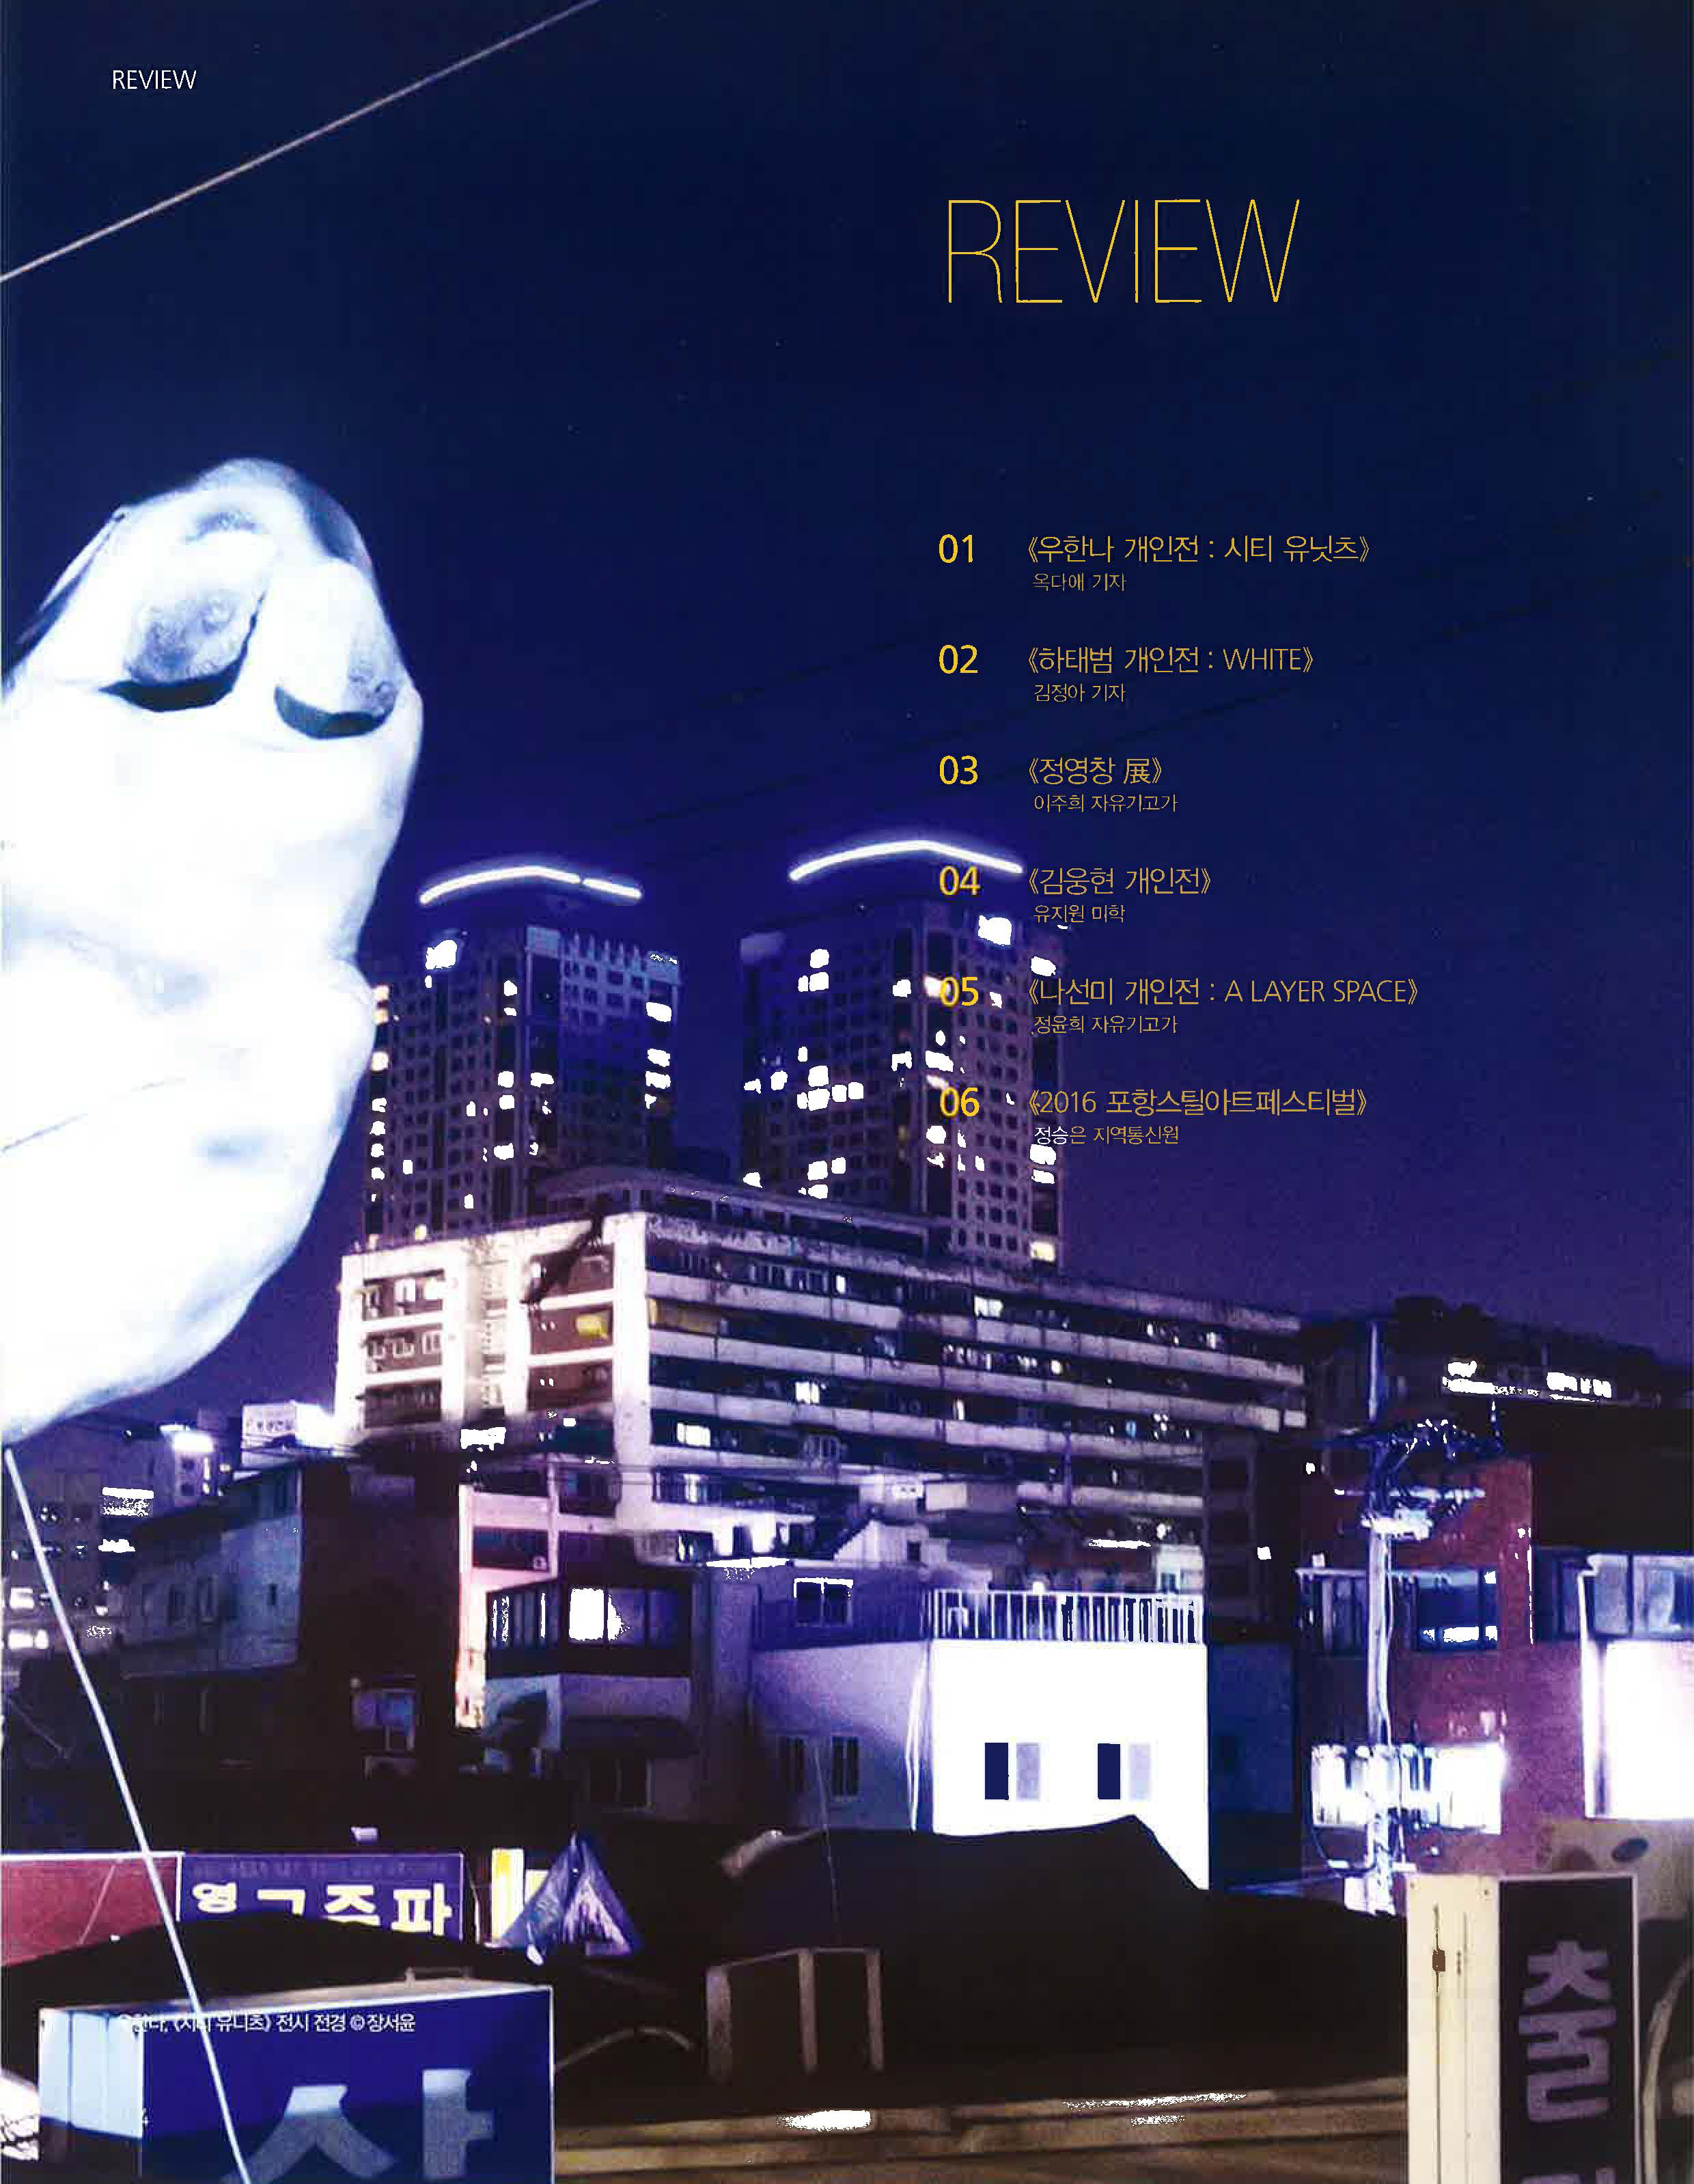 REVIEW
REVIEW
01 《우한나 개인전 : 시티 유닛츠》
옥다애 기자
02 《하태범 개인전 : WHITE》
김정아 기자
03 《정영창 展》
이주희 자유기고가
04 《김웅현 개인전》
유지원 미학
05 《나선미 개인전 : A LAYER SPACE》
정윤희 자유기고가
06 《2016 포항스틸아트페스티벌》
정승은 지역통신원
《시티 유니츠》 전시 전경 ©장서윤